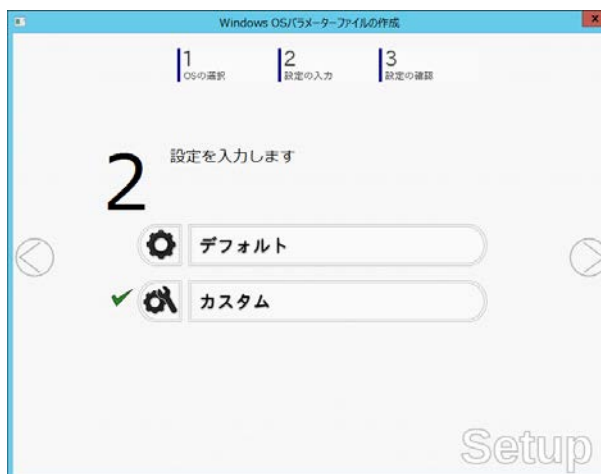 Windows OSパラメーターファイルの作成
x
1
OSの選択
2
設定の入力
3
設定の確認
2
設定を入力します
デフォルト
カスタム
Setup